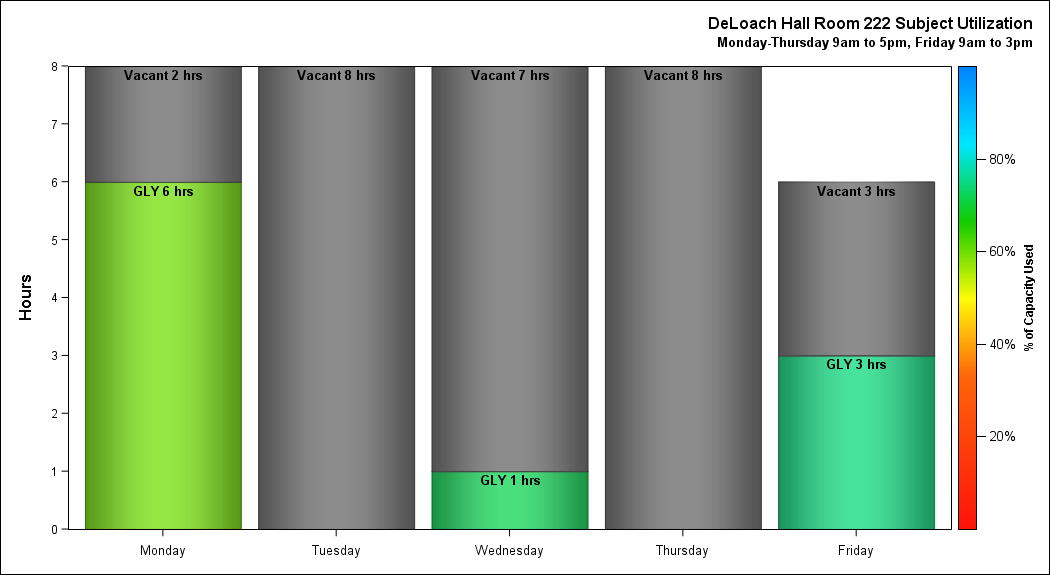 DeLoach Hall Room 222 Subject Utilization
Monday-Thursday 9am to 5pm, Friday 9am to 3pm
Hours
8
7
6
5
4
3
2
1
0
Vacant 2 hrs
GLY 6 hrs
Vacant 8 hrs
Vacant 7 hrs
GLY 1 hrs
Vacant 8 hrs
Vacant 3 hrs
GLY 3 hrs
Monday
Tuesday
Wednesday
Thursday
Friday
80%
60%
40%
20%
% of Capacity Used